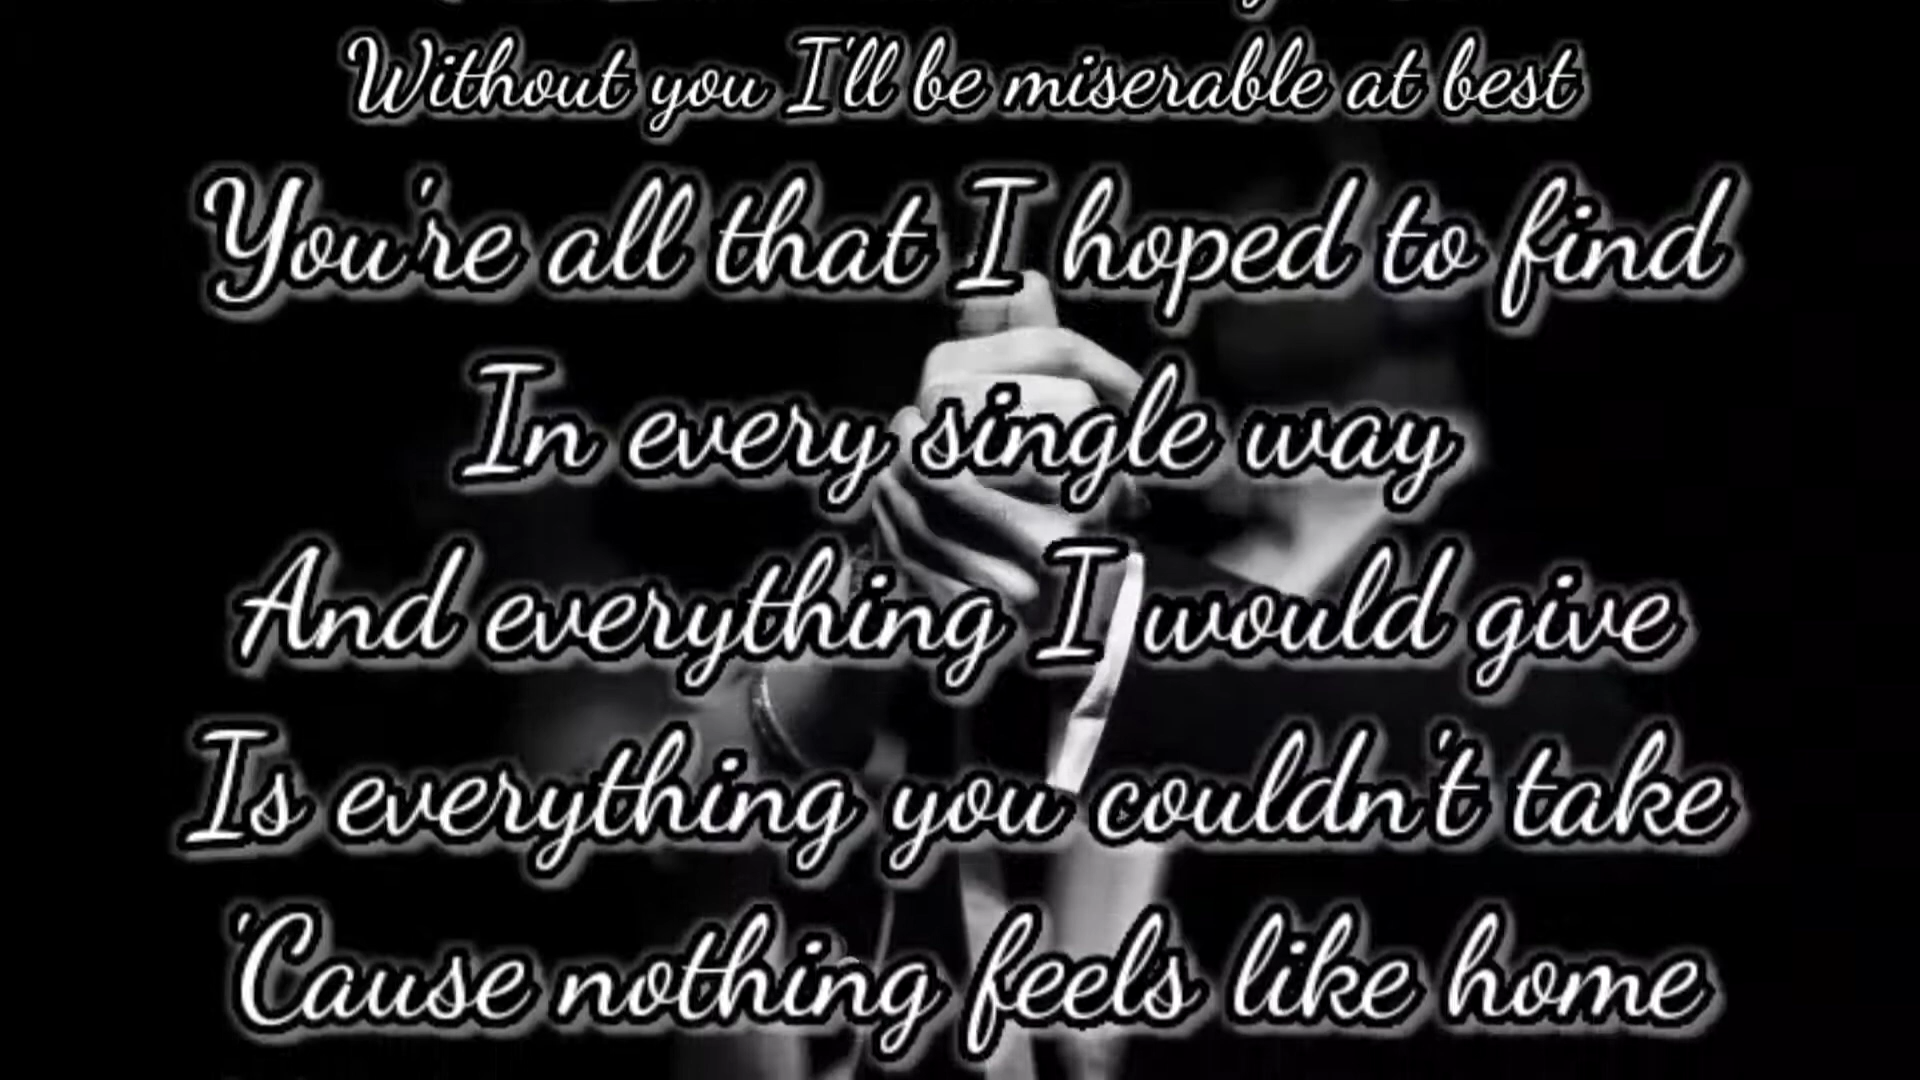 Without you I'll be miserable at best
You're all that I hoped to find
In every single way
And everything I would give
Is everything you couldn't take
'Cause nothing feels like home